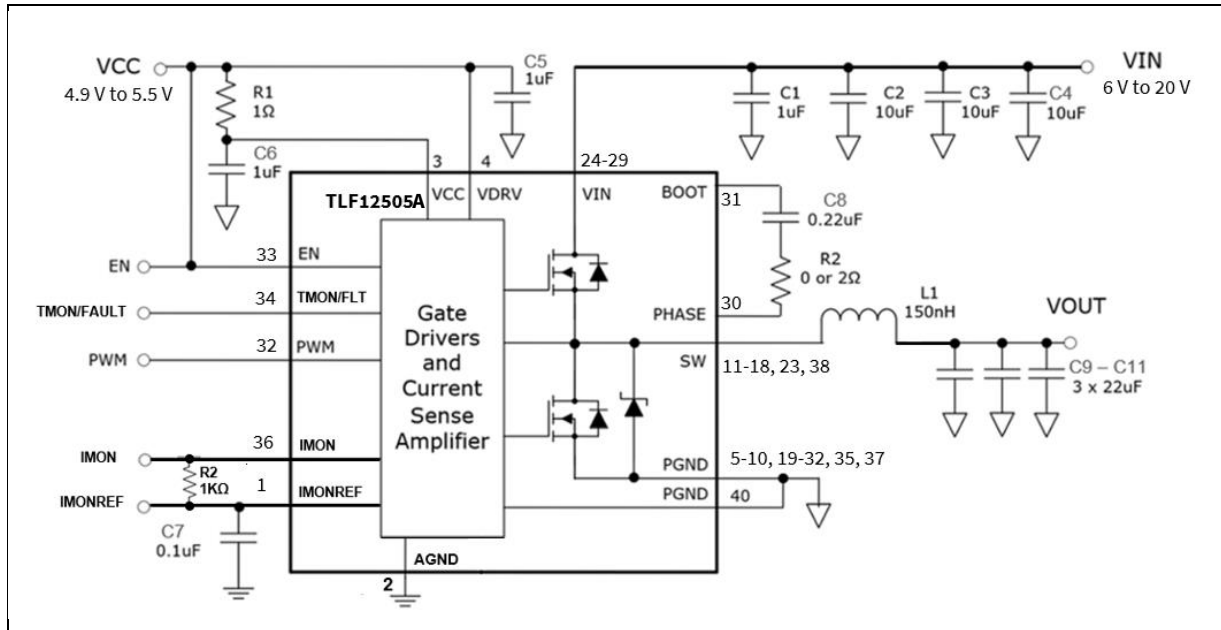 VCC
4.9 V to 5.5 V
R1
1Ω
C6
1uF
C5
1uF
C1
1uF
C2
10uF
C3
10uF
C4
10uF
VIN
6 V to 20 V
3
4
24-29
TLF12505A
VCC
VDRV
VIN
BOOT
31
C8
0.22uF
R2
0 or 2Ω
EN
33
EN
TMON/FAULT
34
TMON/FLT
PWM
32
PWM
Gate
Drivers
and
Current
Sense
Amplifier
PHASE
30
L1
150nH
VOUT
SW
11-18, 23, 38
C9 – C11
3 x 22uF
IMON
36
IMON
R2
1KΩ
IMONREF
1
IMONREF
C7
0.1uF
PGND
5-10, 19-32, 35, 37
PGND
40
AGND
2